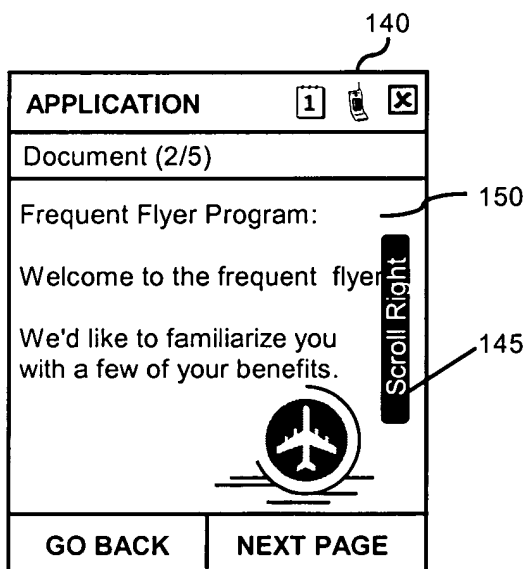 140
APPLICATION 1 X
Document (2/5)
Frequent Flyer Program:
150
Welcome to the frequent flyer
Scroll Right
We'd like to familiarize you
145
with a few of your benefits.
GO BACK NEXT PAGE